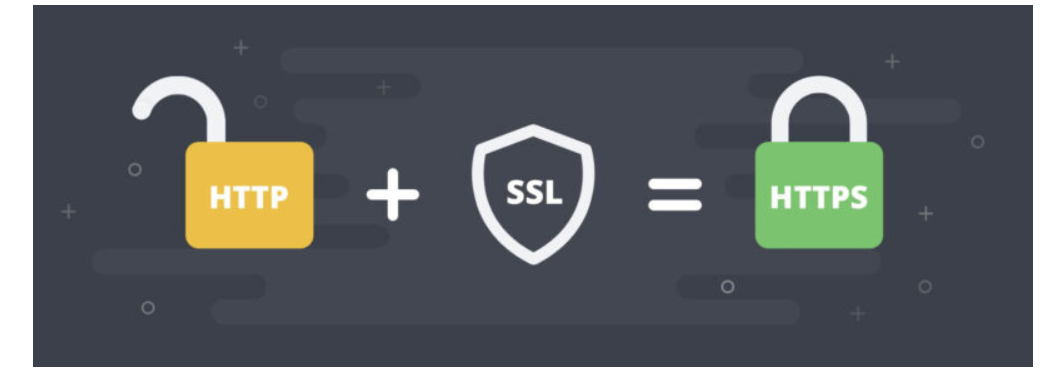 HTTP + SSL = HTTPS